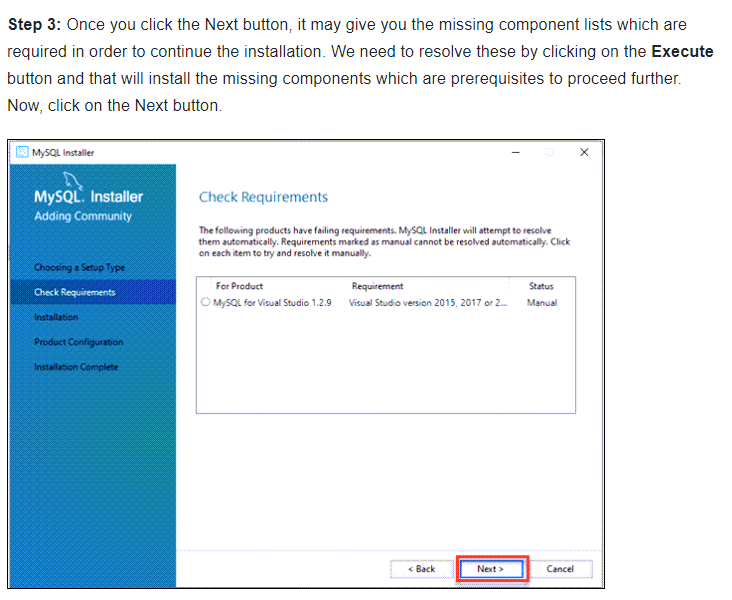 Step 3: Once you click the Next button, it may give you the missing component lists which are
required in order to continue the installation. We need to resolve these by clicking on the Execute
button and that will install the missing components which are prerequisites to proceed further.
Now, click on the Next button.
MySQL Installer
MySQL. Installer
Adding Community
Choosing a Setup Type
Check Requirements
Installation
Product Configuration
Installation Complete
Check Requirements
The following products have failing requirements. MySQL Installer will attempt to resolve
them automatically. Requirements marked as manual cannot be resolved automatically. Click
on each item to try and resolve it manually.
For Product Requirement Status
MySQL for Visual Studio 1.2.9 Visual Studio version 2015, 2017 or 2... Manual
< Back Next > Cancel